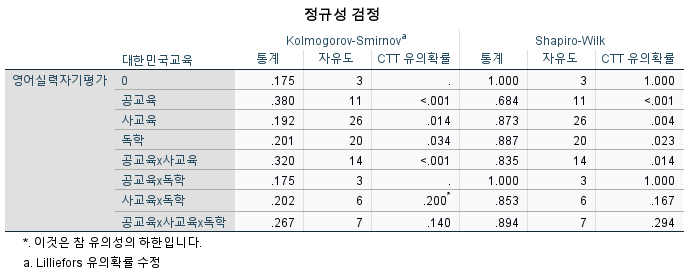 정규성 검정
Kolmogorov-Smirnovᵃ Shapiro-Wilk
대한민국교육 통계 자유도 CTT 유의확률 통계 자유도 CTT 유의확률
영어실력자기평가 0 .175 3 . 1.000 3 1.000
공교육 .380 11 <.001 .684 11 <.001
사교육 .192 26 .014 .873 26 .004
독학 .201 20 .034 .887 20 .023
공교육x사교육 .320 14 <.001 .835 14 .014
공교육x독학 .175 3 . 1.000 3 1.000
사교육x독학 .202 6 .200* .853 6 .167
공교육x사교육x독학 .267 7 .140 .894 7 .294
*. 이것은 참 유의성의 하한입니다.
a. Lilliefors 유의확률 수정